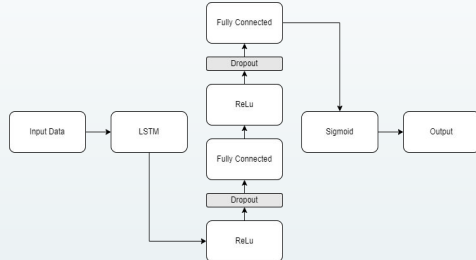 Fully Connected
Dropout
ReLu
Input Data
LSTM
Sigmoid
Output
Fully Connected
Dropout
ReLu